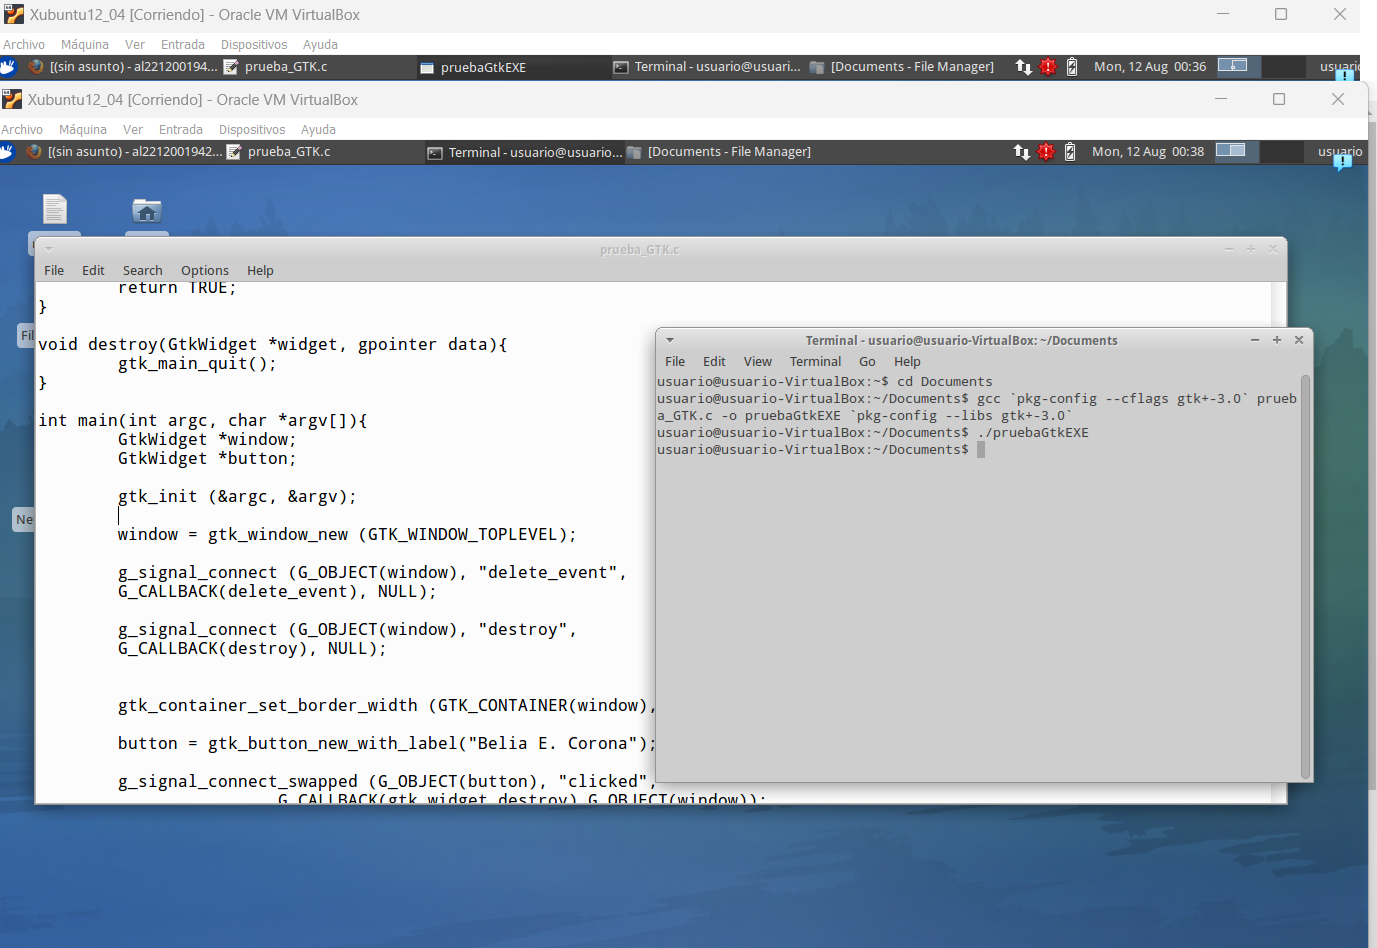 Xubuntu12_04 [Corriendo] - Oracle VM VirtualBox
Archivo Máquina Ver Entrada Dispositivos Ayuda
[(sin asunto) - al221200194... prueba_GTK.c pruebaGtkEXE Terminal - usuario@usuari... [Documents - File Manager] Mon, 12 Aug 00:36
Xubuntu12_04 [Corriendo] - Oracle VM VirtualBox
Archivo Máquina Ver Entrada Dispositivos Ayuda
[(sin asunto) - al2212001942... prueba_GTK.c Terminal - usuario@usuario... [Documents - File Manager] Mon, 12 Aug 00:38 usuario
prueba_GTK.c
File Edit Search Options Help
return TRUE;
}
void destroy(GtkWidget *widget, gpointer data){
gtk_main_quit();
}
int main(int argc, char *argv[]){
GtkWidget *window;
GtkWidget *button;
gtk_init (&argc, &argv);
window = gtk_window_new (GTK_WINDOW_TOPLEVEL);
g_signal_connect (G_OBJECT(window), "delete_event",
G_CALLBACK(delete_event), NULL);
g_signal_connect (G_OBJECT(window), "destroy",
G_CALLBACK(destroy), NULL);
gtk_container_set_border_width (GTK_CONTAINER(window),
button = gtk_button_new_with_label("Belia E. Corona");
g_signal_connect_swapped (G_OBJECT(button), "clicked",
G_CALLBACK(gtk_widget_destroy),G_OBJECT(window));
Terminal - usuario@usuario-VirtualBox: ~/Documents
File Edit View Terminal Go Help
usuario@usuario-VirtualBox:~$ cd Documents
usuario@usuario-VirtualBox:~/Documents$ gcc `pkg-config --cflags gtk+-3.0` prueb
a_GTK.c -o pruebaGtkEXE `pkg-config --libs gtk+-3.0`
usuario@usuario-VirtualBox:~/Documents$ ./pruebaGtkEXE
usuario@usuario-VirtualBox:~/Documents$